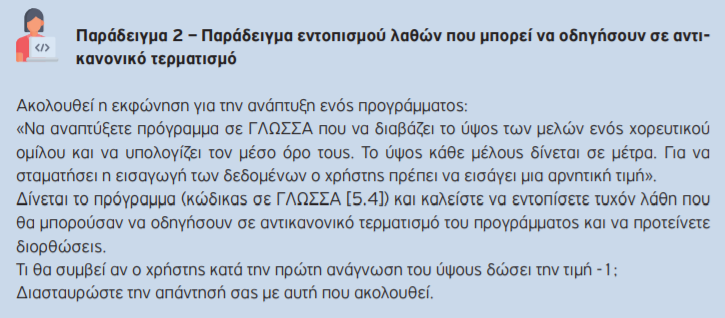 Παράδειγμα 2 – Παράδειγμα εντοπισμού λαθών που μπορεί να οδηγήσουν σε αντι-
κανονικό τερματισμό
Ακολουθεί η εκφώνηση για την ανάπτυξη ενός προγράμματος:
«Να αναπτύξετε πρόγραμμα σε ΓΛΩΣΣΑ που να διαβάζει το ύψος των μελών ενός χορευτικού
ομίλου και να υπολογίζει τον μέσο όρο τους. Το ύψος κάθε μέλους δίνεται σε μέτρα. Για να
σταματήσει η εισαγωγή των δεδομένων ο χρήστης πρέπει να εισάγει μια αρνητική τιμή».
Δίνεται το πρόγραμμα (κώδικας σε ΓΛΩΣΣΑ [5.4]) και καλείστε να εντοπίσετε τυχόν λάθη που
θα μπορούσαν να οδηγήσουν σε αντικανονικό τερματισμό του προγράμματος και να προτείνετε
διορθώσεις.
Τι θα συμβεί αν ο χρήστης κατά την πρώτη ανάγνωση του ύψους δώσει την τιμή -1;
Διασταυρώστε την απάντησή σας με αυτή που ακολουθεί.